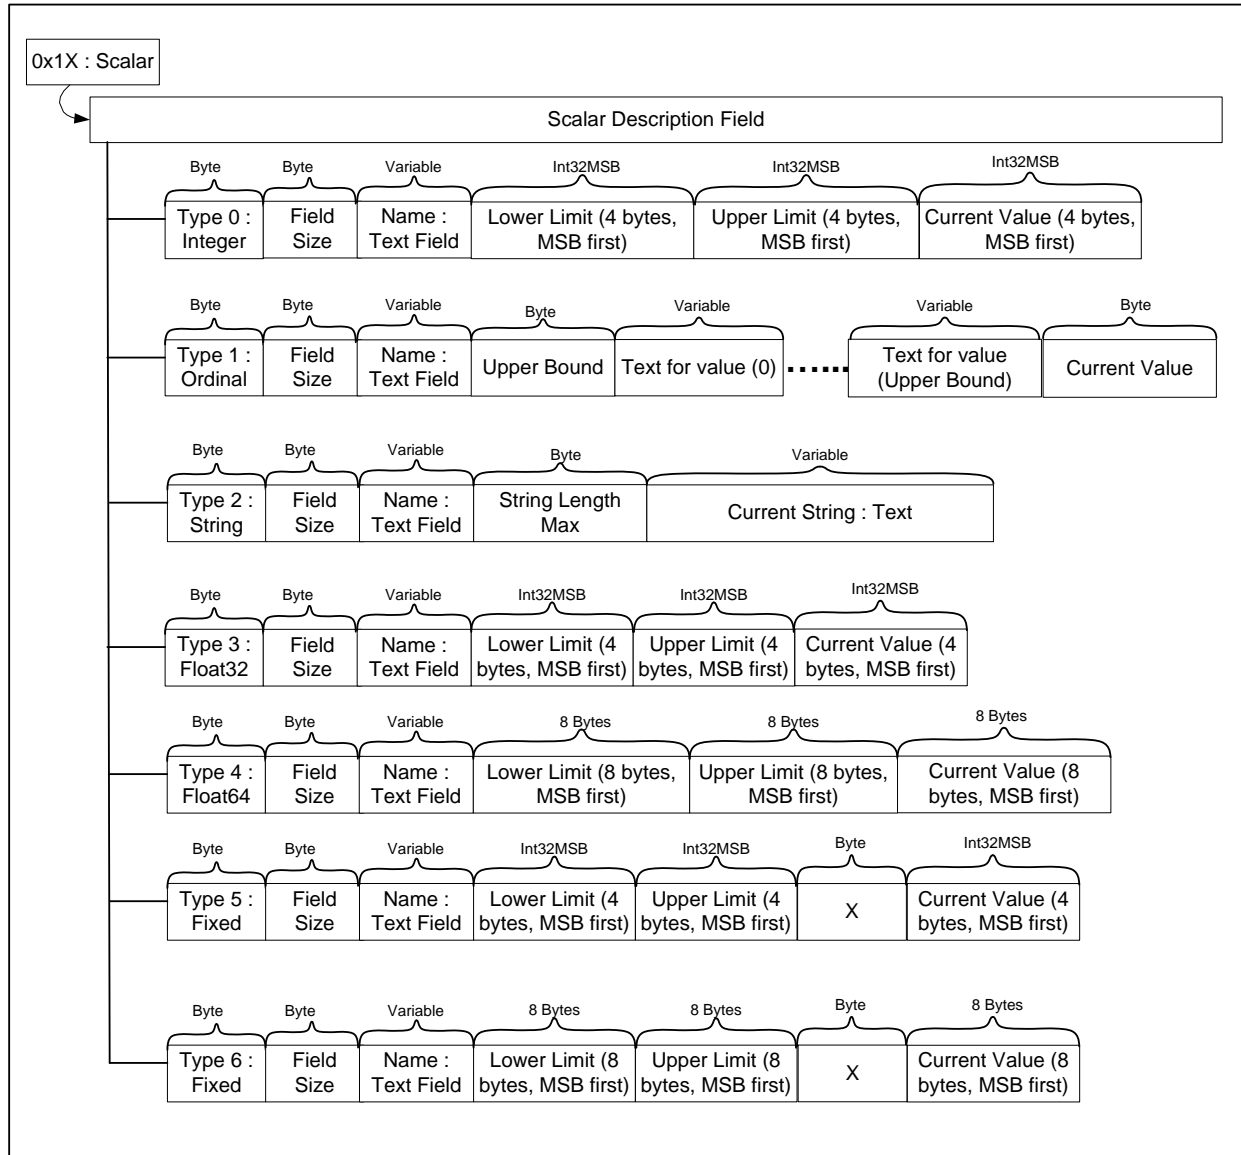 0x1X : Scalar
Scalar Description Field
Byte Byte Variable Int32MSB Int32MSB Int32MSB
Type 0 : Field Name : Lower Limit (4 bytes, Upper Limit (4 bytes, Current Value (4 bytes,
Integer Size Text Field MSB first) MSB first) MSB first)
Byte Byte Variable Byte Variable Variable Byte
Type 1 : Field Name : Upper Bound Text for value (0) ...... Text for value Current Value
Ordinal Size Text Field (Upper Bound)
Byte Byte Variable Byte Variable
Type 2 : Field Name : String Length Current String : Text
String Size Text Field Max
Byte Byte Variable Int32MSB Int32MSB Int32MSB
Type 3 : Field Name : Lower Limit (4 Upper Limit (4 Current Value (4
Float32 Size Text Field bytes, MSB first) bytes, MSB first) bytes, MSB first)
Byte Byte Variable 8 Bytes 8 Bytes 8 Bytes
Type 4 : Field Name : Lower Limit (8 bytes, Upper Limit (8 bytes, Current Value (8
Float64 Size Text Field MSB first) MSB first) bytes, MSB first)
Byte Byte Variable Int32MSB Int32MSB Byte Int32MSB
Type 5 : Field Name : Lower Limit (4 Upper Limit (4 X Current Value (4
Fixed Size Text Field bytes, MSB first) bytes, MSB first) bytes, MSB first)
Byte Byte Variable 8 Bytes 8 Bytes Byte 8 Bytes
Type 6 : Field Name : Lower Limit (8 Upper Limit (8 X Current Value (8
Fixed Size Text Field bytes, MSB first) bytes, MSB first) bytes, MSB first)